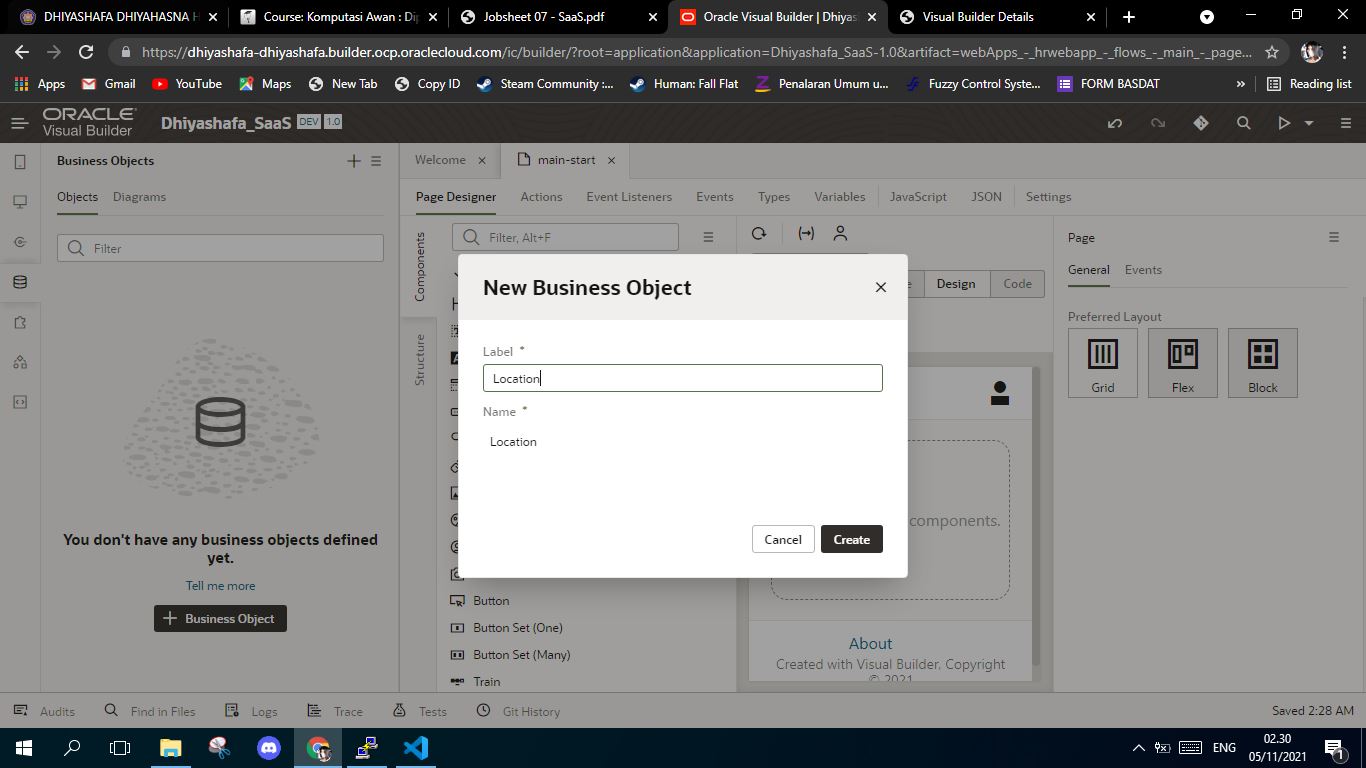 DHIYASHAFA DHIYAHASNA H
Course: Komputasi Awan : Dip
Jobsheet 07 - SaaS.pdf
Oracle Visual Builder | Dhiyash
Visual Builder Details
https://dhiyashafa-dhiyashafa.builder.ocp.oraclecloud.com/ic/builder/?root=application&application=Dhiyashafa_SaaS-1.0&artifact=webApps_-_hrwebapp_-_flows_-_main_-_page...
Apps
Gmail
YouTube
Maps
New Tab
Copy ID
Steam Community :...
Human: Fall Flat
Penalaran Umum u...
Fuzzy Control Syste...
FORM BASDAT
»
Reading list
ORACLE
Visual Builder
Dhiyashafa_SaaS DEV 1.0
Business Objects
Objects
Diagrams
Filter
You don't have any business objects defined
yet.
Tell me more
+ Business Object
Welcome
main-start
Page Designer
Actions
Event Listeners
Events
Types
Variables
JavaScript
JSON
Settings
Components
Structure
Filter, Alt+F
Design
Code
New Business Object
Label *
Location
Name *
Location
Cancel
Create
components.
Button
Button Set (One)
Button Set (Many)
Train
About
Created with Visual Builder, Copyright
© 2021
Page
General
Events
Preferred Layout
Grid
Flex
Block
Audits
Find in Files
Logs
Trace
Tests
Git History
Saved 2:28 AM
ENG
02.30
05/11/2021
1